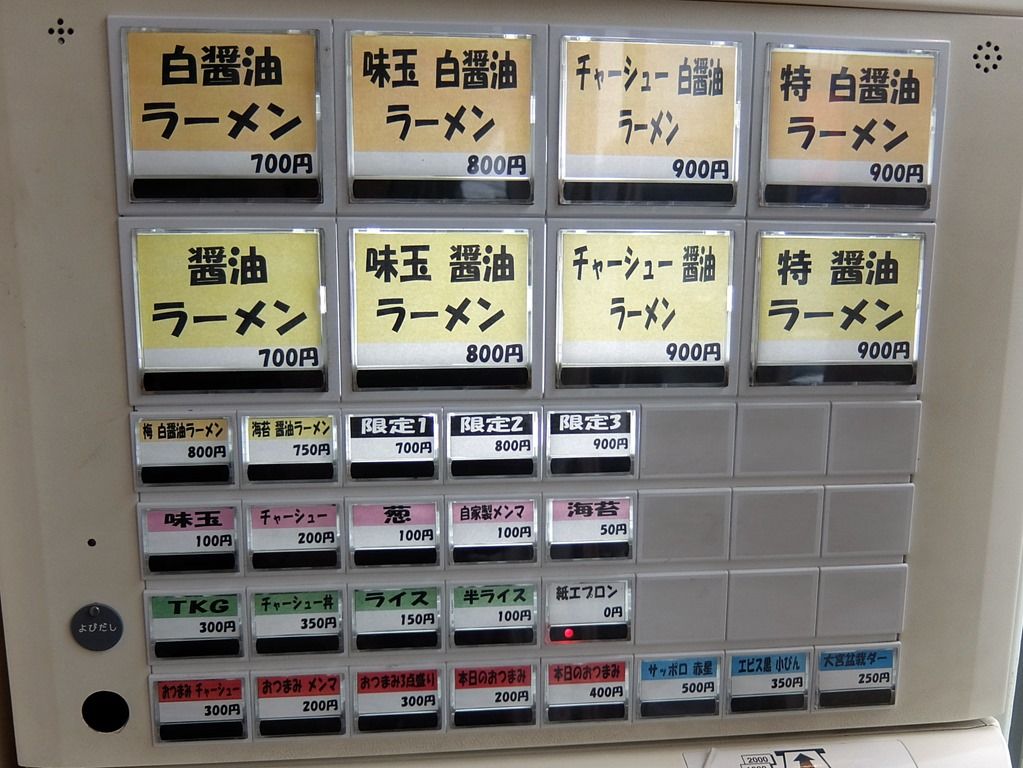 白醤油
ラーメン
700円
味玉 白醤油
ラーメン
800円
チャーシュー 白醤油
ラーメン
900円
特 白醤油
ラーメン
900円
醤油
ラーメン
700円
味玉 醤油
ラーメン
800円
チャーシュー 醤油
ラーメン
900円
特 醤油
ラーメン
900円
梅 白醤油ラーメン
800円
海苔 醤油ラーメン
750円
限定1
700円
限定2
800円
限定3
900円
味玉
100円
チャーシュー
200円
葱
100円
自家製メンマ
100円
海苔
50円
TKG
300円
チャーシュー丼
350円
ライス
150円
半ライス
100円
紙エプロン
0円
よびだし
おつまみ チャーシュー
300円
おつまみ メンマ
200円
おつまみ3点盛り
300円
本日のおつまみ
200円
本日のおつまみ
400円
サッポロ 赤星
500円
エビス黒 小びん
350円
大宮盆栽ダー
250円
2000